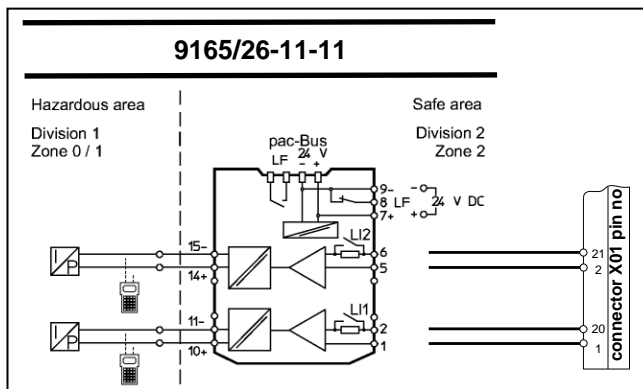 9165/26-11-11
Hazardous area
Safe area
Division 1
Zone 0 / 1
Division 2
Zone 2
pac-Bus
LF 24 V
- +
9-
8 LF
7+
- 
+
24 V DC
LI2
15-
14+
6
5
LI1
11-
10+
2
1
I
P
I
P
21
2
20
1
connector X01 pin no